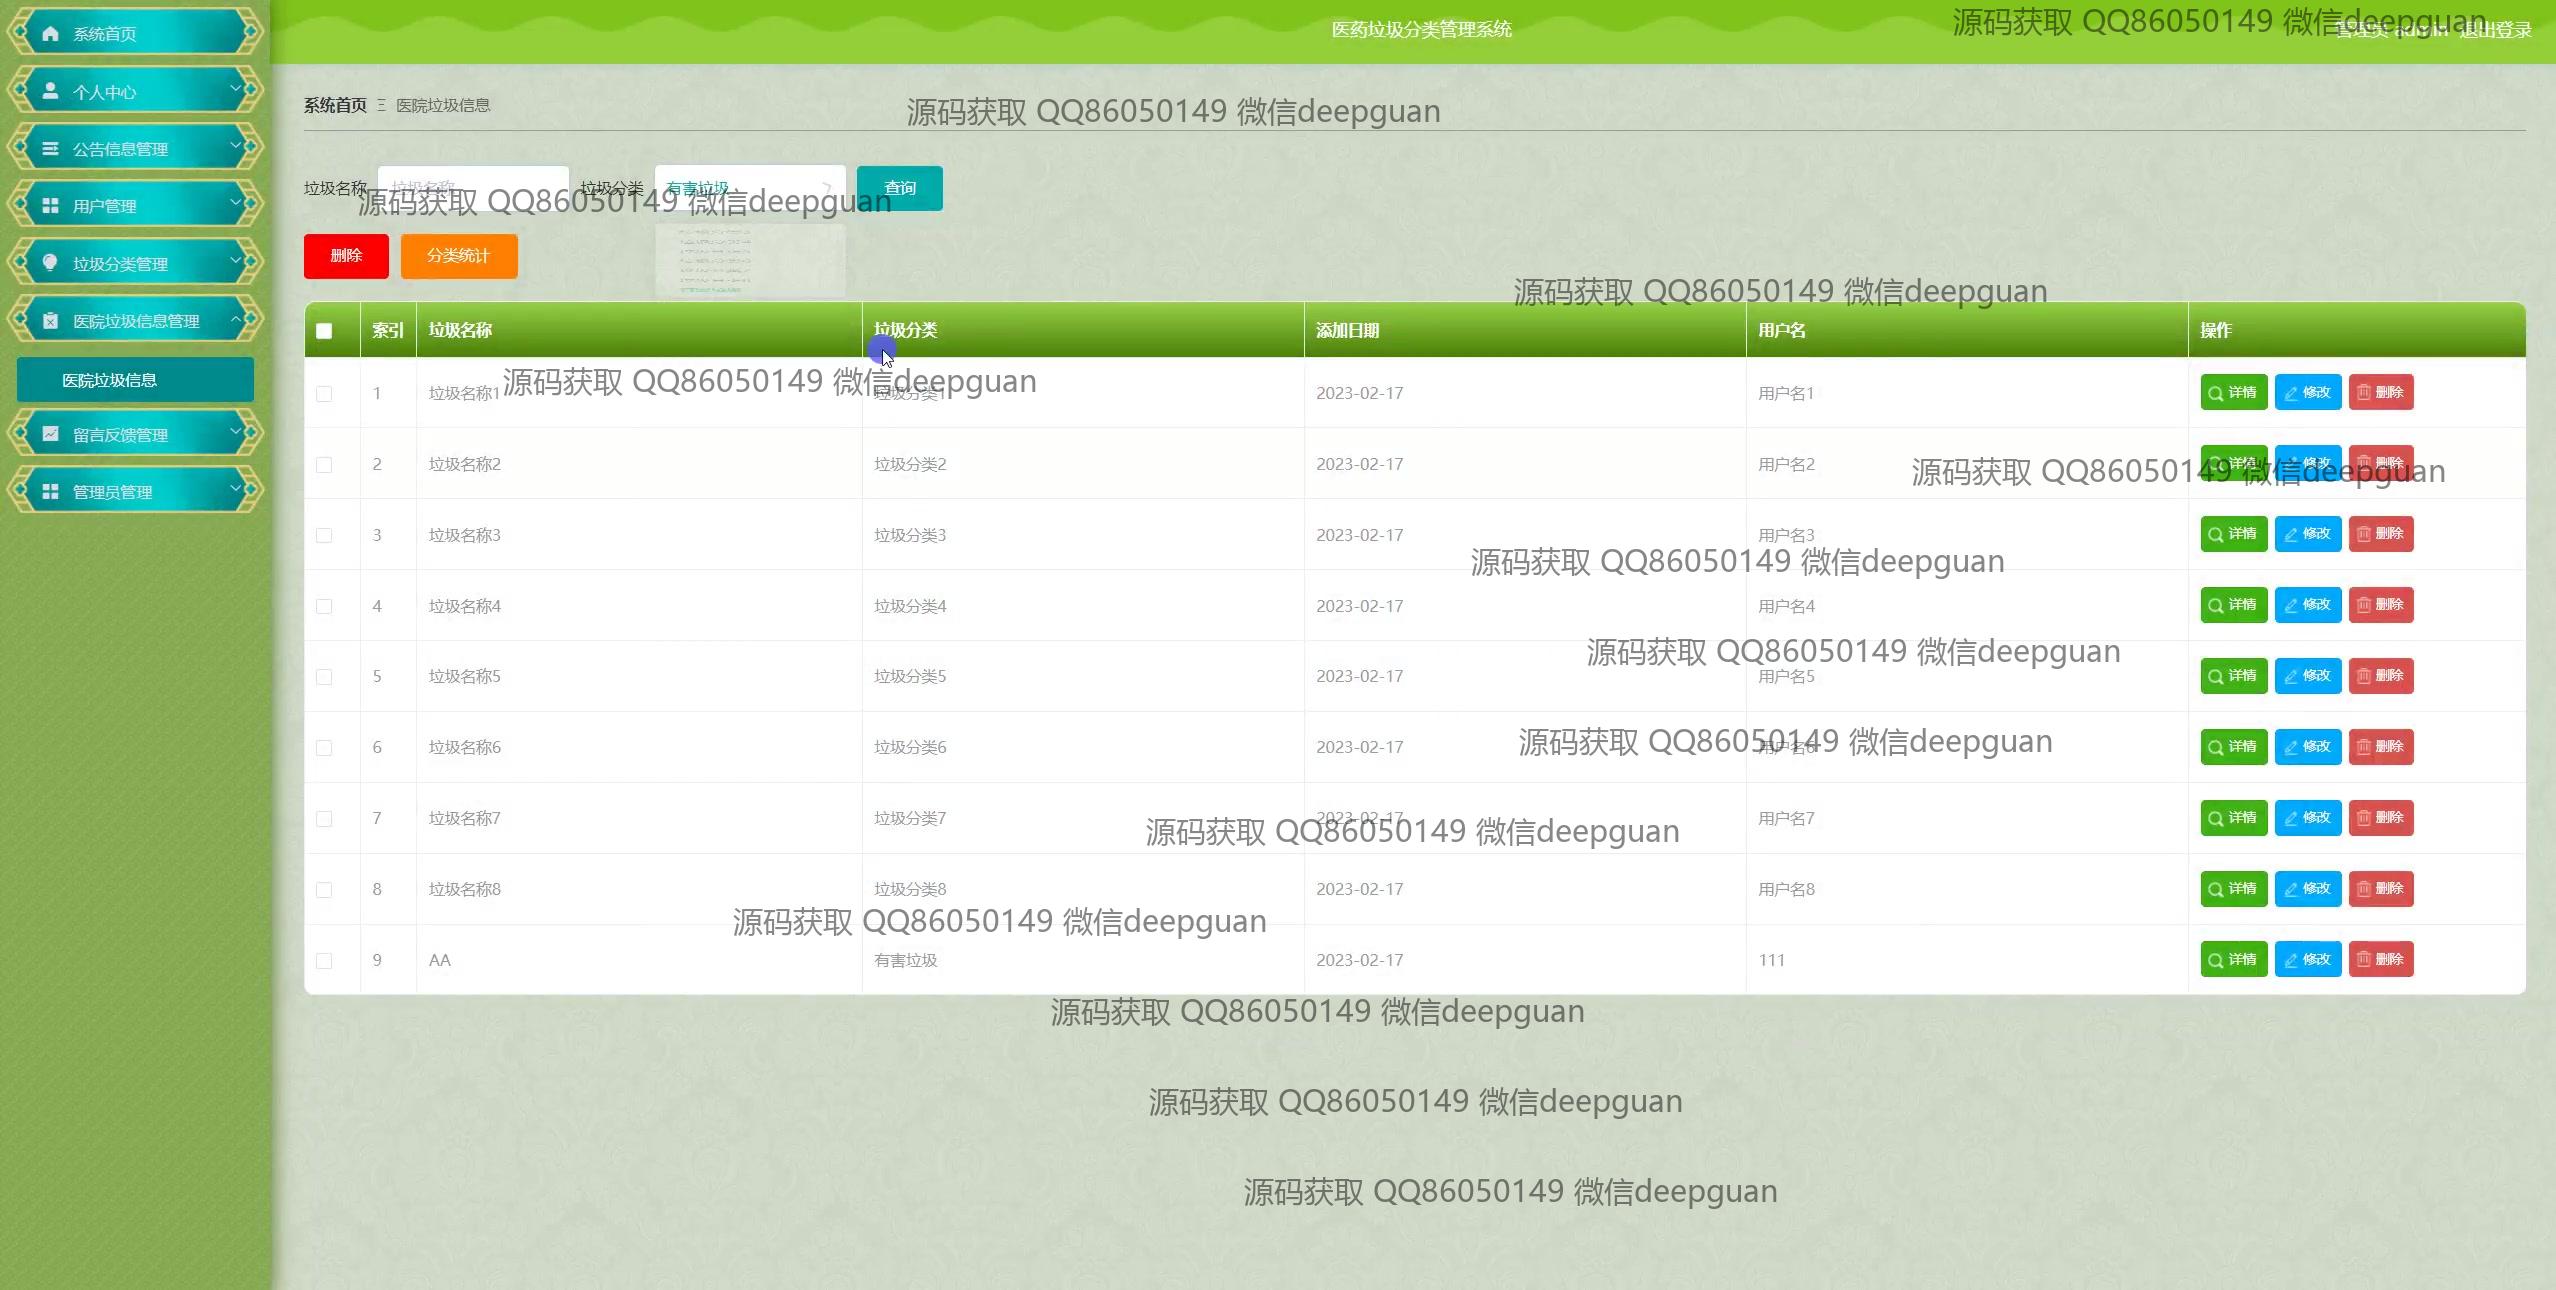 系统首页
个人中心
公告信息管理
用户管理
垃圾分类管理
医院垃圾信息管理
医院垃圾信息
留言反馈管理
管理员管理
医药垃圾分类管理系统
管理员 admin 退出登录
源码获取 QQ86050149 微信deepguan
系统首页 Ξ 医院垃圾信息
源码获取 QQ86050149 微信deepguan
垃圾名称 垃圾名称 垃圾分类 有害垃圾 查询
源码获取 QQ86050149 微信deepguan
删除 分类统计
源码获取 QQ86050149 微信deepguan
索引 垃圾名称 垃圾分类 添加日期 用户名 操作
1 垃圾名称1 垃圾分类1 2023-02-17 用户名1 详情 修改 删除
源码获取 QQ86050149 微信deepguan
2 垃圾名称2 垃圾分类2 2023-02-17 用户名2 详情 修改 删除
源码获取 QQ86050149 微信deepguan
3 垃圾名称3 垃圾分类3 2023-02-17 用户名3 详情 修改 删除
源码获取 QQ86050149 微信deepguan
4 垃圾名称4 垃圾分类4 2023-02-17 用户名4 详情 修改 删除
源码获取 QQ86050149 微信deepguan
5 垃圾名称5 垃圾分类5 2023-02-17 用户名5 详情 修改 删除
源码获取 QQ86050149 微信deepguan
6 垃圾名称6 垃圾分类6 2023-02-17 用户名6 详情 修改 删除
7 垃圾名称7 垃圾分类7 2023-02-17 用户名7 详情 修改 删除
源码获取 QQ86050149 微信deepguan
8 垃圾名称8 垃圾分类8 2023-02-17 用户名8 详情 修改 删除
源码获取 QQ86050149 微信deepguan
9 AA 有害垃圾 2023-02-17 111 详情 修改 删除
源码获取 QQ86050149 微信deepguan
源码获取 QQ86050149 微信deepguan
源码获取 QQ86050149 微信deepguan